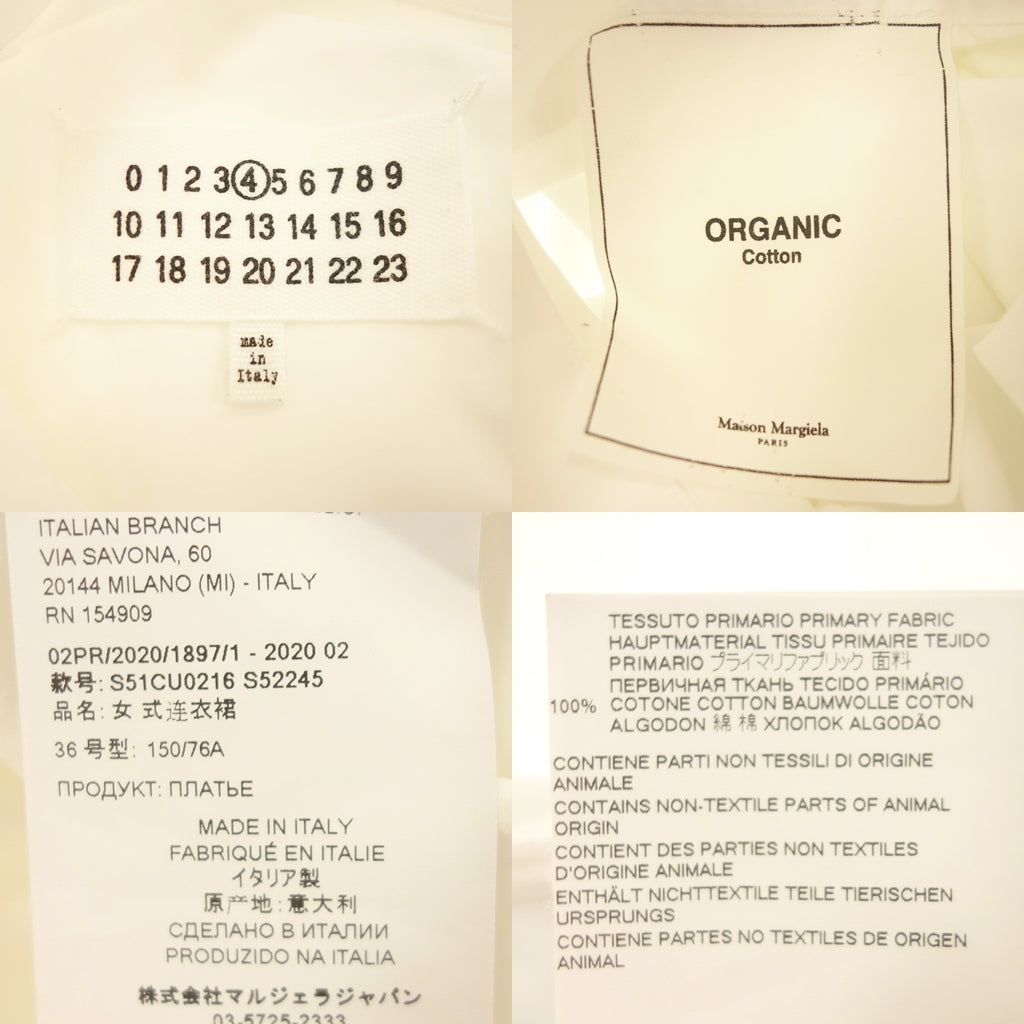 0 1 2 3 4 5 6 7 8 9
10 11 12 13 14 15 16
17 18 19 20 21 22 23
made
in
Italy
ORGANIC
Cotton
Maison Margiela
PARIS
ITALIAN BRANCH
VIA SAVONA, 60
20144 MILANO (MI) - ITALY
RN 154909
02PR/2020/1897/1 - 2020 02
款号: S51CU0216 S52245
品名: 女 式连衣裙
36 号型: 150/76A
ПРОДУКТ: ПЛАТЬЕ
MADE IN ITALY
FABRIQUÉ EN ITALIE
イタリア製
原产地: 意大利
СДЕЛАНО В ИТАЛИИ
PRODUZIDO NA ITALIA
株式会社マルジェラジャパン
03-5725-2333
TESSUTO PRIMARIO PRIMARY FABRIC
HAUPTMATERIAL TISSU PRIMAIRE TEJIDO
PRIMARIO プライマリファブリック 面料
ПЕРВИЧНАЯ ТКАНЬ TECIDO PRIMÁRIO
100% COTONE COTTON BAUMWOLLE COTON
ALGODON 綿 棉 ХЛОПОК ALGODÃO
CONTIENE PARTI NON TESSILI DI ORIGINE
ANIMALE
CONTAINS NON-TEXTILE PARTS OF ANIMAL
ORIGIN
CONTIENT DES PARTIES NON TEXTILES
D'ORIGINE ANIMALE
ENTHÄLT NICHTTEXTILE TEILE TIERISCHEN
URSPRUNGS
CONTIENE PARTES NO TEXTILES DE ORIGEN
ANIMAL